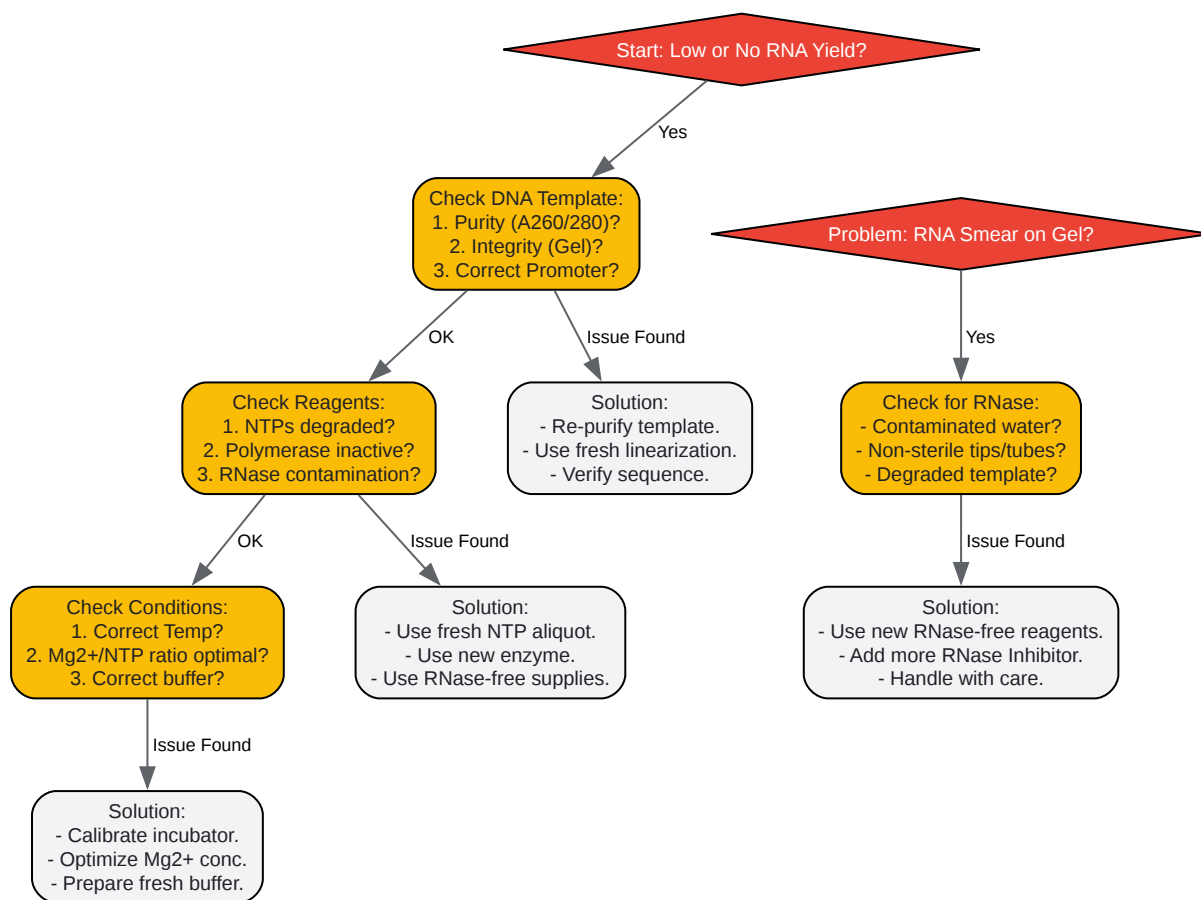 Start: Low or No RNA Yield?
Yes
Check DNA Template:
1. Purity (A260/280)?
2. Integrity (Gel)?
3. Correct Promoter?
Problem: RNA Smear on Gel?
OK
Issue Found
Yes
Check Reagents:
1. NTPs degraded?
2. Polymerase inactive?
3. RNase contamination?
Solution:
- Re-purify template.
- Use fresh linearization.
- Verify sequence.
Check for RNase:
- Contaminated water?
- Non-sterile tips/tubes?
- Degraded template?
OK
Issue Found
Issue Found
Check Conditions:
1. Correct Temp?
2. Mg2+/NTP ratio optimal?
3. Correct buffer?
Solution:
- Use fresh NTP aliquot.
- Use new enzyme.
- Use RNase-free supplies.
Solution:
- Use new RNase-free reagents.
- Add more RNase Inhibitor.
- Handle with care.
Issue Found
Solution:
- Calibrate incubator.
- Optimize Mg2+ conc.
- Prepare fresh buffer.